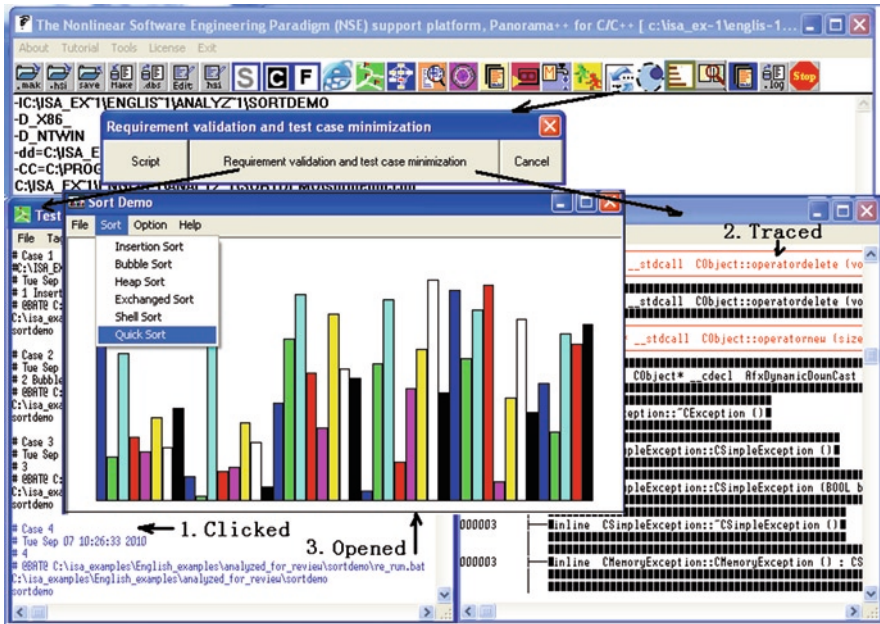 The Nonlinear Software Engineering Paradigm (NSE) support platform, Panorama++ for C/C++ [ c:\isa_ex-1\englis-1...
About Tutorial Tools License Exit
.mak .hsi save Make .dbs Edit hsi S C F .log Stop
-IC:\ISA_EX~1\ENGLIS~1\ANALYZ~1\SORTDEMO
-D_X86_
-D_NTWIN
-dd=C:\ISA_E
-CC=C:\PROG
Requirement validation and test case minimization
Script Requirement validation and test case minimization Cancel
Test
File Tag
# Case 1
#C:\ISA_EX
# Tue Sep
# 1 Insert
# @BAT@ C:
C:\isa_exa
sortdemo
# Case 2
# Tue Sep
# 2 Bubble
# @BAT@ C:
C:\isa_exa
sortdemo
# Case 3
# Tue Sep
# 3
# @BAT@ C:
C:\isa_exa
sortdemo
# Case 4
# Tue Sep 07 10:26:33 2010
# 4
# @BAT@ C:\isa_examples\English_examples\analyzed_for_review\sortdemo\re_run.bat
C:\isa_examples\English_examples\analyzed_for_review\sortdemo
sortdemo
Sort Demo
File Sort Option Help
Insertion Sort
Bubble Sort
Heap Sort
Exchanged Sort
Shell Sort
Quick Sort
1. Clicked
3. Opened
2. Traced
__stdcall CObject::operatordelete (vo
__stdcall CObject::operatordelete (vo
* __stdcall CObject::operatornew (size
CObject* __cdecl AfxDynamicDownCast
ception::~CException ()
pleException::CSimpleException ()
pleException::CSimpleException (BOOL b
000003 inline CSimpleException::~CSimpleException ()
000003 inline CMemoryException::CMemoryException () : CS